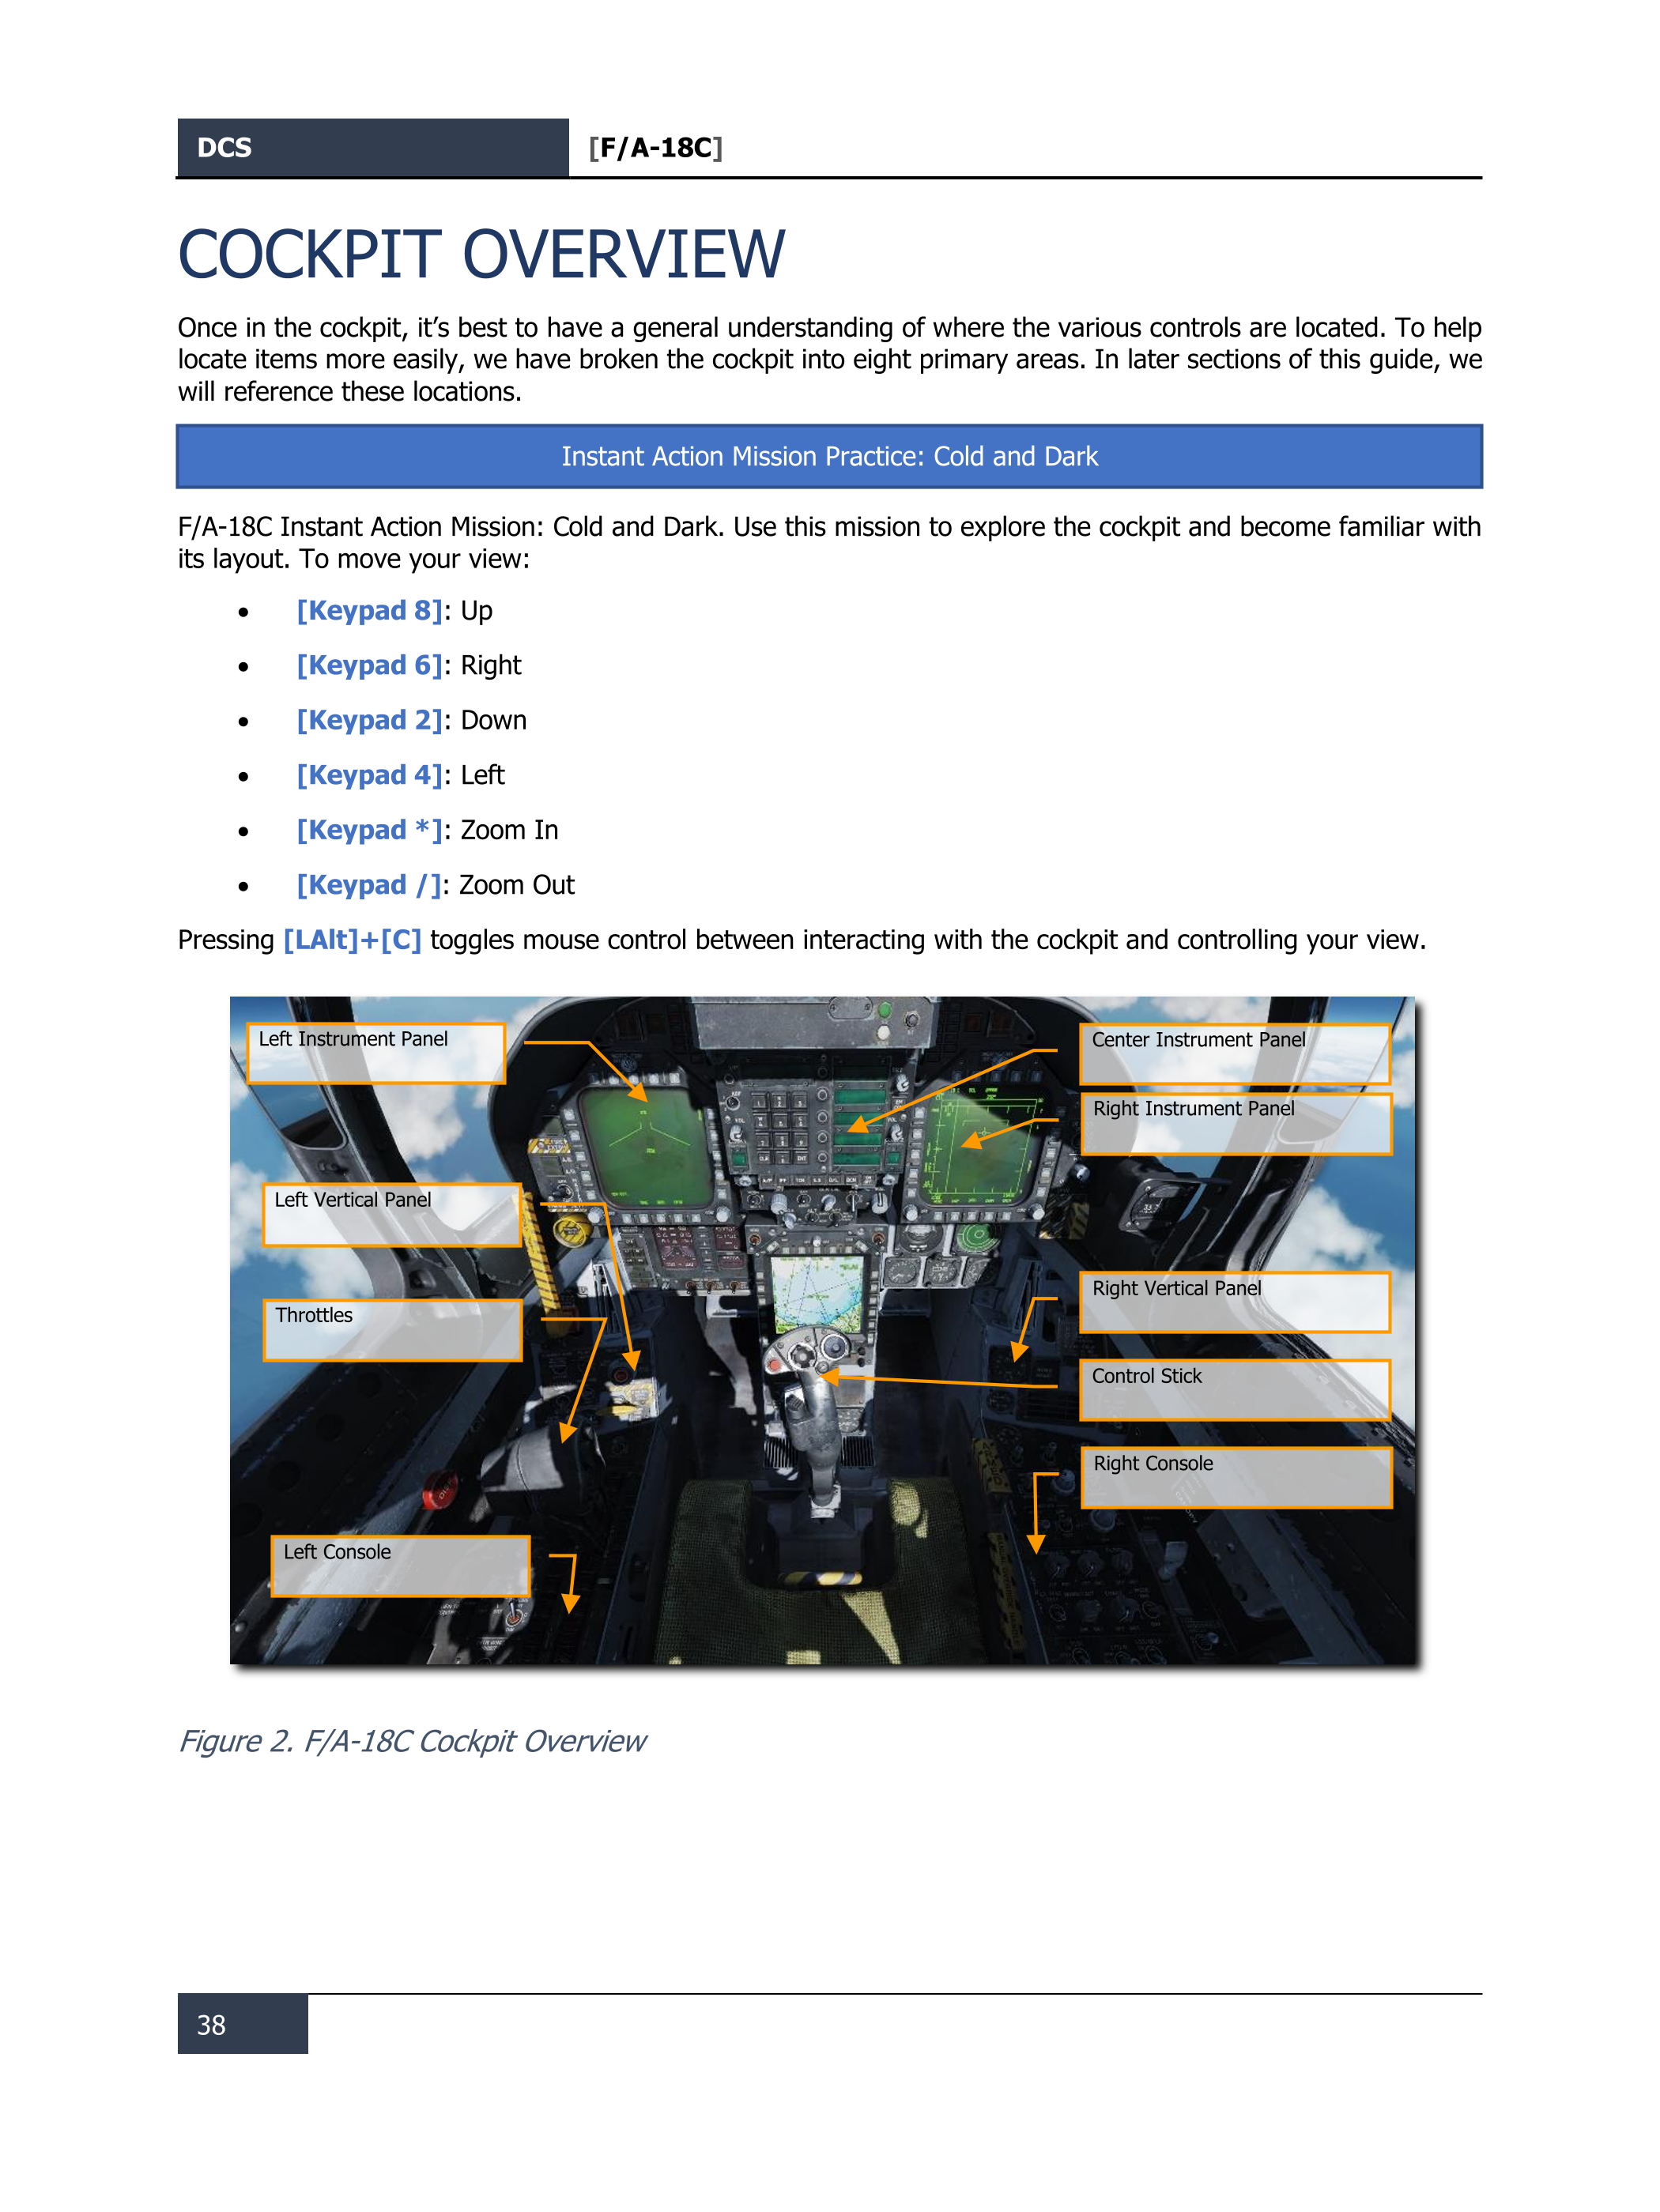 DCS
[F/A-18C]
COCKPIT OVERVIEW
Once in the cockpit, it’s best to have a general understanding of where the various controls are located. To help
locate items more easily, we have broken the cockpit into eight primary areas. In later sections of this guide, we
will reference these locations.
Instant Action Mission Practice: Cold and Dark
F/A-18C Instant Action Mission: Cold and Dark. Use this mission to explore the cockpit and become familiar with
its layout. To move your view:
• [Keypad 8]: Up
• [Keypad 6]: Right
• [Keypad 2]: Down
• [Keypad 4]: Left
• [Keypad *]: Zoom In
• [Keypad /]: Zoom Out
Pressing [LAlt]+[C] toggles mouse control between interacting with the cockpit and controlling your view.
Left Instrument Panel
Center Instrument Panel
Right Instrument Panel
Left Vertical Panel
Right Vertical Panel
Throttles
Control Stick
Right Console
Left Console
Figure 2. F/A-18C Cockpit Overview
38